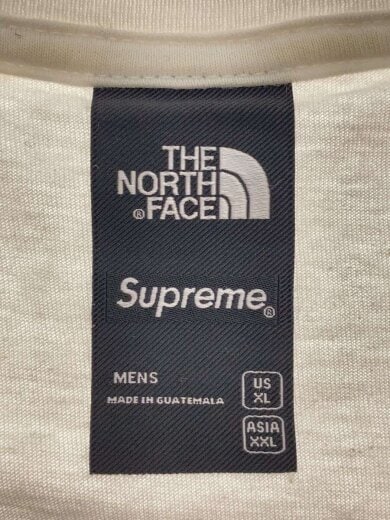 THE
NORTH
®FACE
Supreme®
MENS
MADE IN GUATEMALA
US
XL
ASIA
XXL